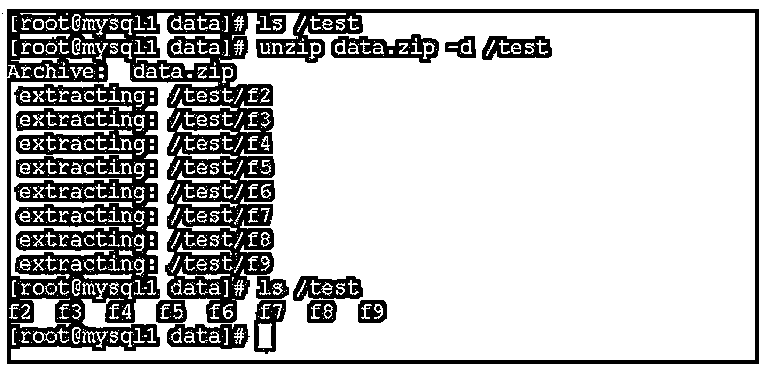 [root@mysql1 data]# ls /test
[root@mysql1 data]# unzip data.zip -d /test
Archive:  data.zip
 extracting: /test/f2
 extracting: /test/f3
 extracting: /test/f4
 extracting: /test/f5
 extracting: /test/f6
 extracting: /test/f7
 extracting: /test/f8
 extracting: /test/f9
[root@mysql1 data]# ls /test
f2  f3  f4  f5  f6  f7  f8  f9
[root@mysql1 data]#